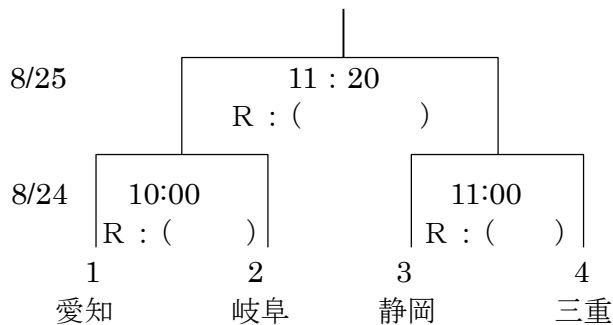 8/25 11：20
R：（　　　）
8/24 10:00 11:00
R：（　　） R：（　　）
1 2 3 4
愛知 岐阜 静岡 三重